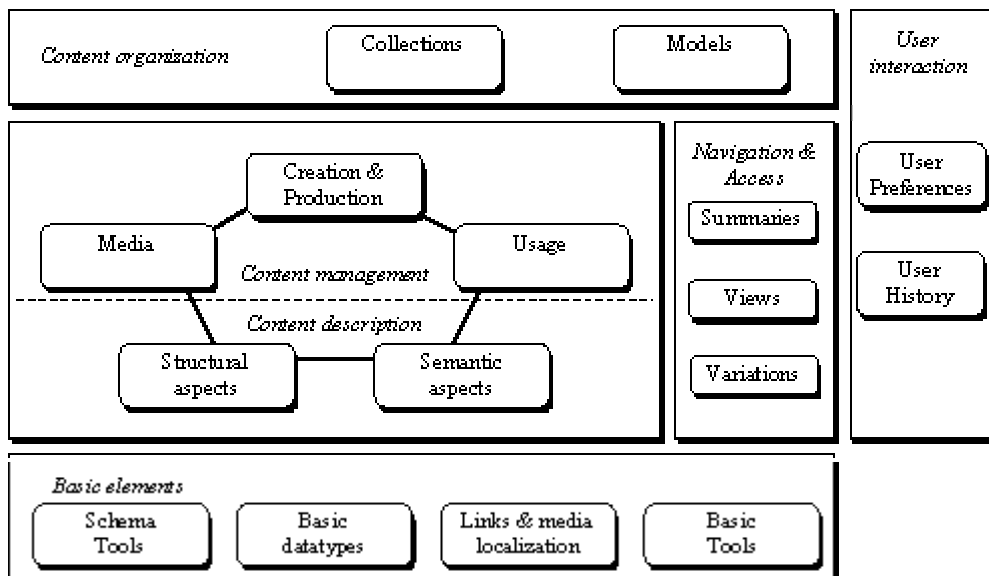 Content organization
Collections
Models
User
interaction
User
Preferences
User
History
Creation &
Production
Media
Usage
Content management
Content description
Structural
aspects
Semantic
aspects
Navigation &
Access
Summaries
Views
Variations
Basic elements
Schema
Tools
Basic
datatypes
Links & media
localization
Basic
Tools